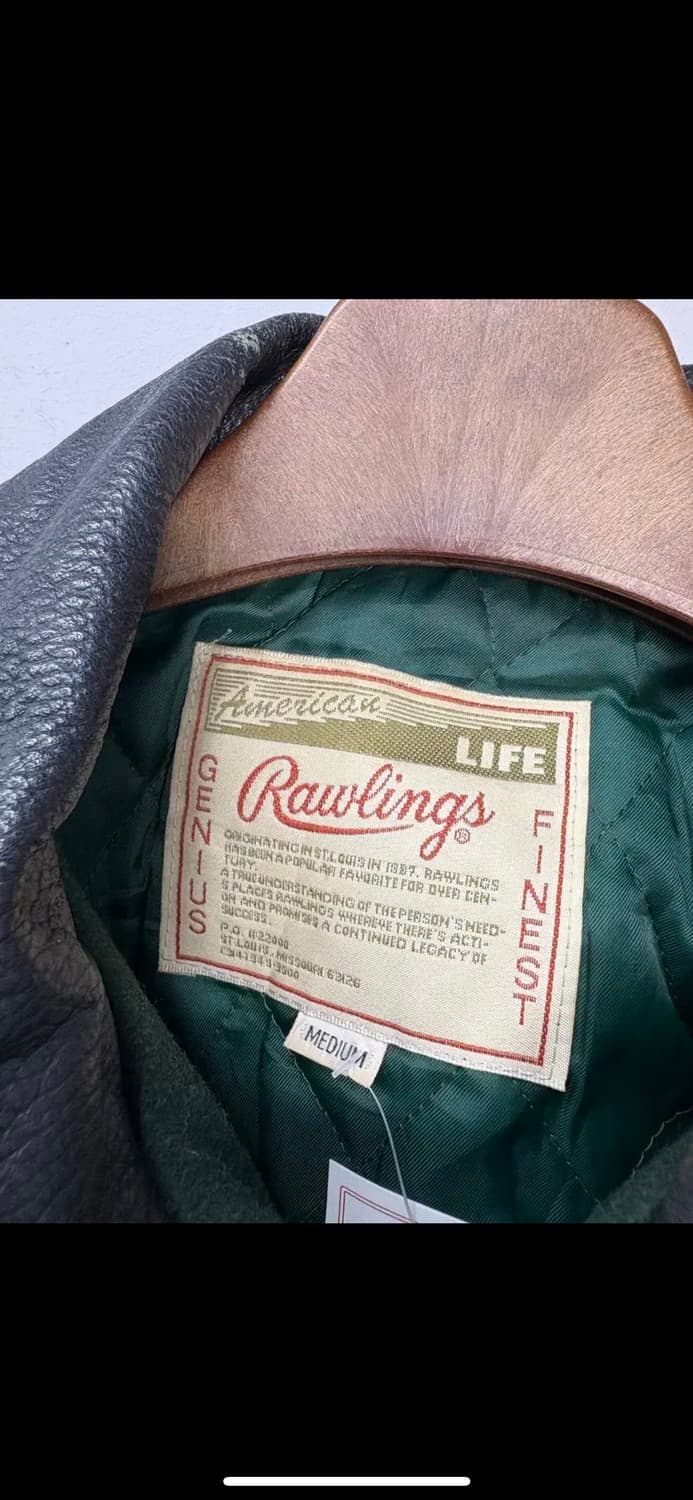 American
LIFE
Rawlings®
GENIUS
FINEST
ORIGINATING IN ST. LOUIS IN 1887. RAWLINGS
HAS BEEN A POPULAR FAVORITE FOR OVER CEN-
TURY.
A TRUE UNDERSTANDING OF THE PERSON'S NEED-
S PLACES RAWLINGS WHEREVE THERE'S ACTI-
ON AND PROMISES A CONTINUED LEGACY OF
SUCCESS.
P.O. #22000
ST LOUIS, MISSOURI 63126
MEDIUM